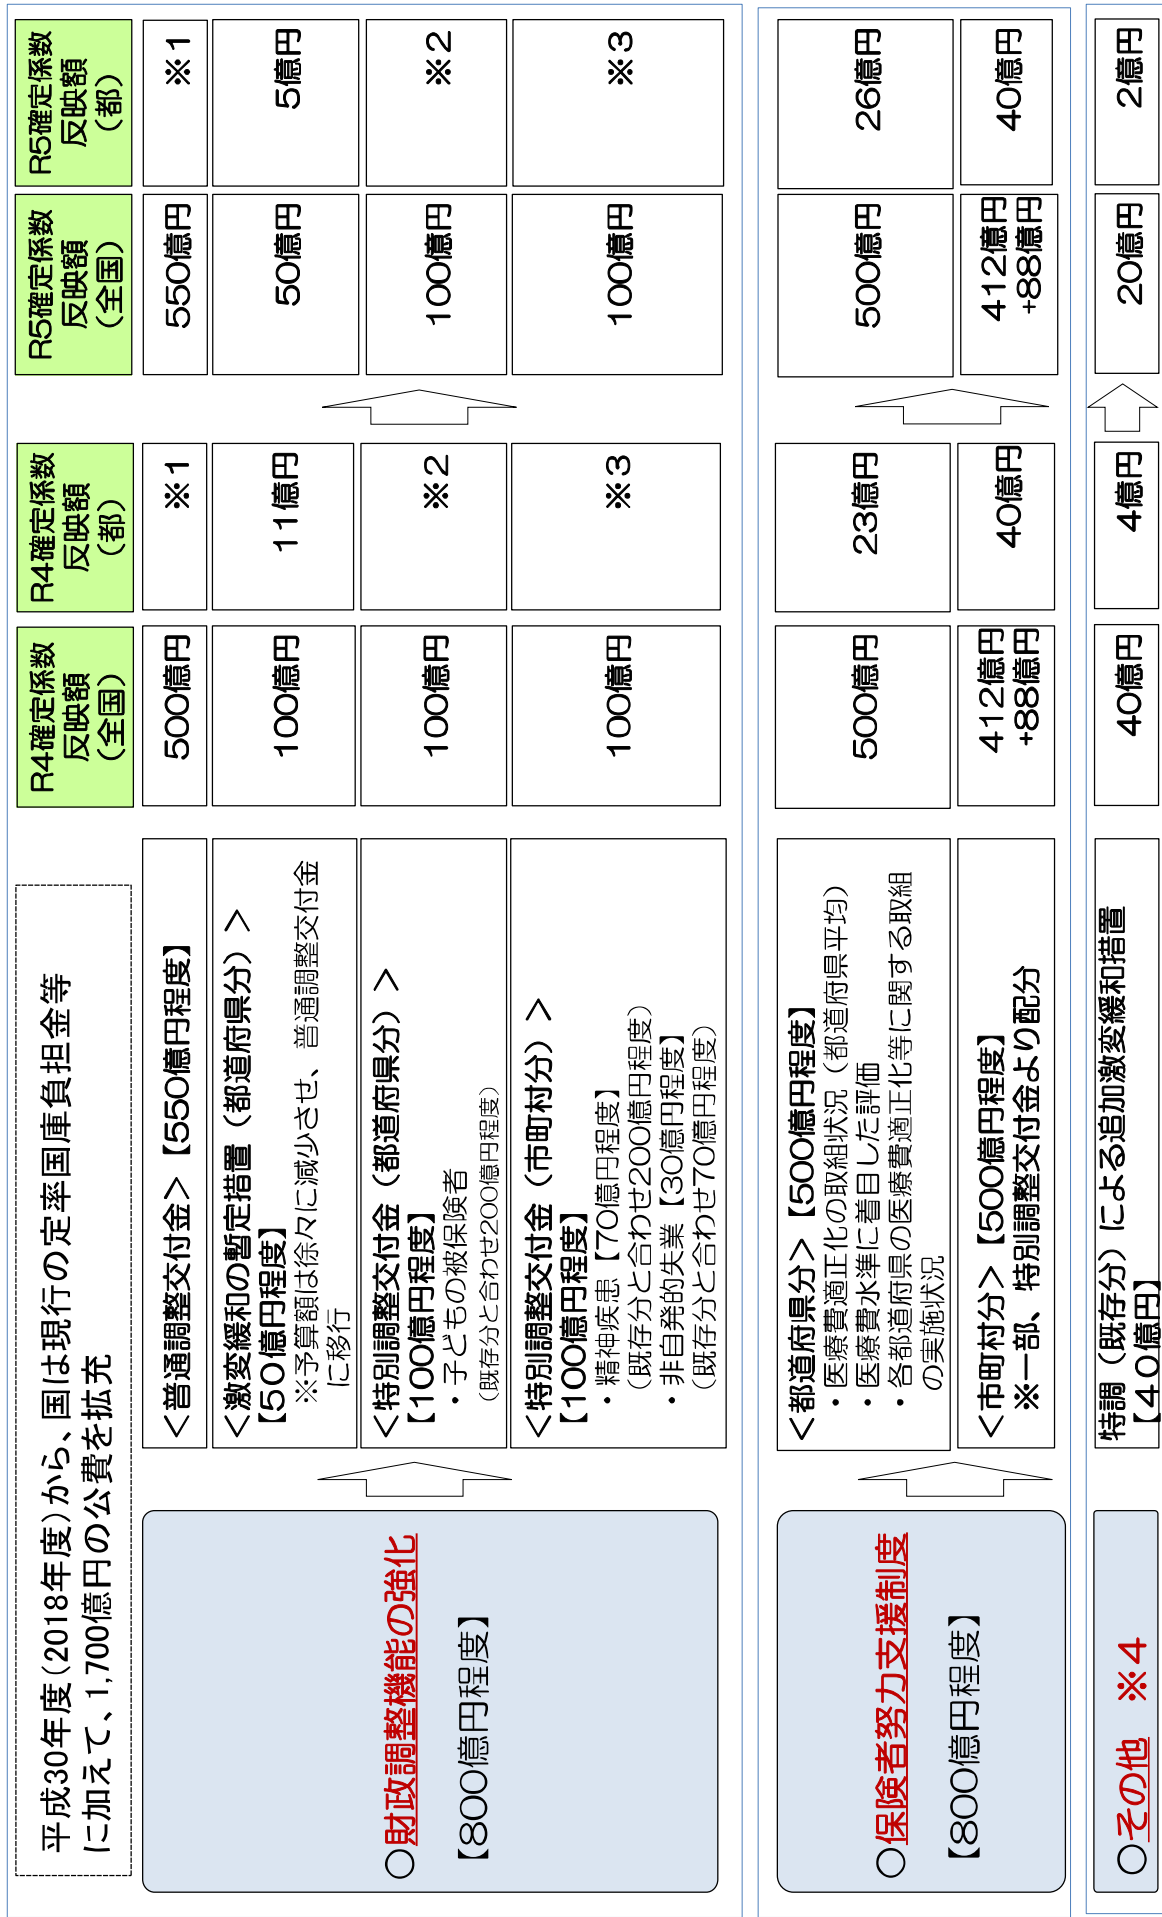 平成30年度（2018年度）から、国は現行の定率国庫負担金等
に加えて、1,700億円の公費を拡充
R4確定係数
反映額
（全国）
R4確定係数
反映額
（都）
R5確定係数
反映額
（全国）
R5確定係数
反映額
（都）
○財政調整機能の強化
【800億円程度】
＜普通調整交付金＞【550億円程度】
500億円
※1
550億円
※1
＜激変緩和の暫定措置（都道府県分）＞
【50億円程度】
※予算額は徐々に減少させ、普通調整交付金
に移行
100億円
11億円
50億円
5億円
＜特別調整交付金（都道府県分）＞
【100億円程度】
・子どもの被保険者
（既存分と合わせ200億円程度）
100億円
※2
100億円
※2
＜特別調整交付金（市町村分）＞
【100億円程度】
・精神疾患【70億円程度】
（既存分と合わせ200億円程度）
・非自発的失業【30億円程度】
（既存分と合わせ70億円程度）
100億円
※3
100億円
※3
○保険者努力支援制度
【800億円程度】
＜都道府県分＞【500億円程度】
・医療費適正化の取組状況（都道府県平均）
・医療費水準に着目した評価
・各都道府県の医療費適正化等に関する取組
の実施状況
500億円
23億円
500億円
26億円
＜市町村分＞【500億円程度】
※一部、特別調整交付金より配分
412億円
+88億円
40億円
412億円
+88億円
40億円
○その他　※4
特調（既存分）による追加激変緩和措置
【40億円】
40億円
4億円
20億円
2億円